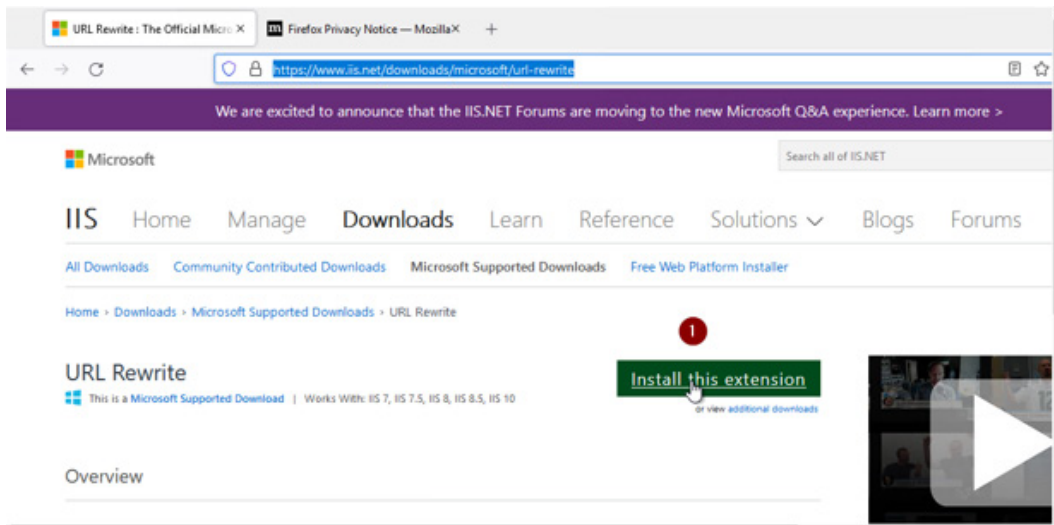 URL Rewrite : The Official Micro
Firefox Privacy Notice — Mozilla
https://www.iis.net/downloads/microsoft/url-rewrite
We are excited to announce that the IIS.NET Forums are moving to the new Microsoft Q&A experience. Learn more >
Microsoft
Search all of IIS.NET
IIS Home Manage Downloads Learn Reference Solutions Blogs Forums
All Downloads Community Contributed Downloads Microsoft Supported Downloads Free Web Platform Installer
Home › Downloads › Microsoft Supported Downloads › URL Rewrite
1
URL Rewrite
Install this extension
This is a Microsoft Supported Download | Works With: IIS 7, IIS 7.5, IIS 8, IIS 8.5, IIS 10
or view additional downloads
Overview